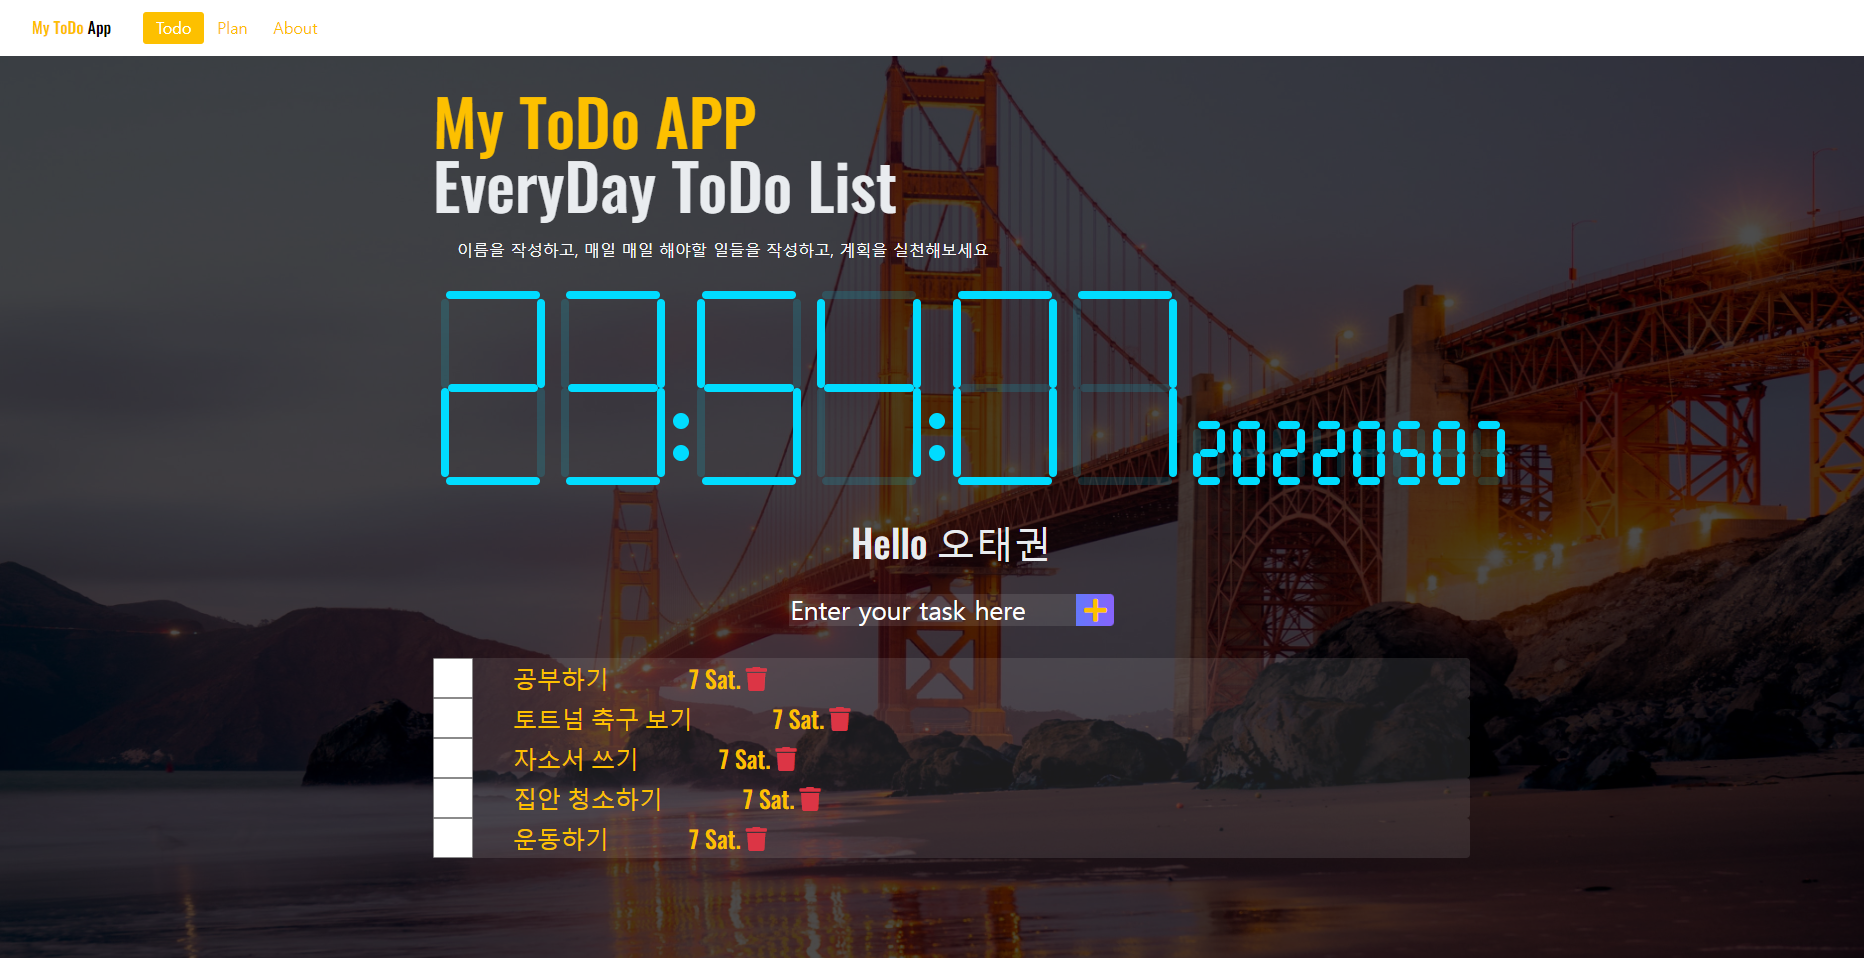 My ToDo App Todo Plan About
My ToDo APP
EveryDay ToDo List
이름을 작성하고, 매일 매일 해야할 일들을 작성하고, 계획을 실천해보세요
23:54:07 20220507
Hello 오태권
Enter your task here
공부하기 7 Sat.
토트넘 축구 보기 7 Sat.
자소서 쓰기 7 Sat.
집안 청소하기 7 Sat.
운동하기 7 Sat.